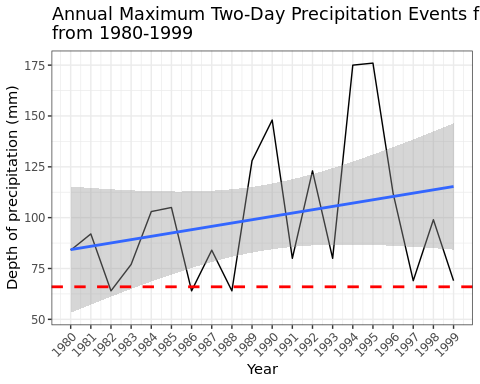 Annual Maximum Two-Day Precipitation Events f
from 1980-1999
Depth of precipitation (mm)
175
150
125
100
75
50
1980 1981 1982 1983 1984 1985 1986 1987 1988 1989 1990 1991 1992 1993 1994 1995 1996 1997 1998 1999
Year